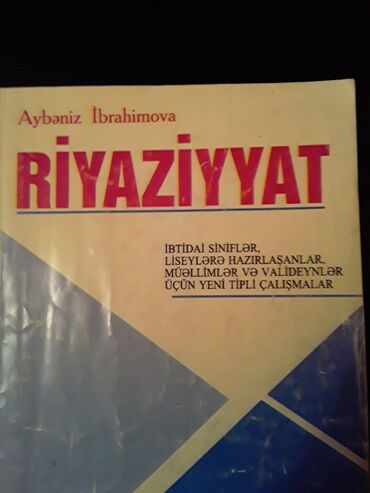 Aybəniz İbrahimova
RİYAZİYYAT
İBTİDAİ SİNİFLƏR,
LİSEYLƏRƏ HAZIRLAŞANLAR,
MÜƏLLİMLƏR VƏ VALİDEYNLƏR
ÜÇÜN YENİ TİPLİ ÇALIŞMALAR